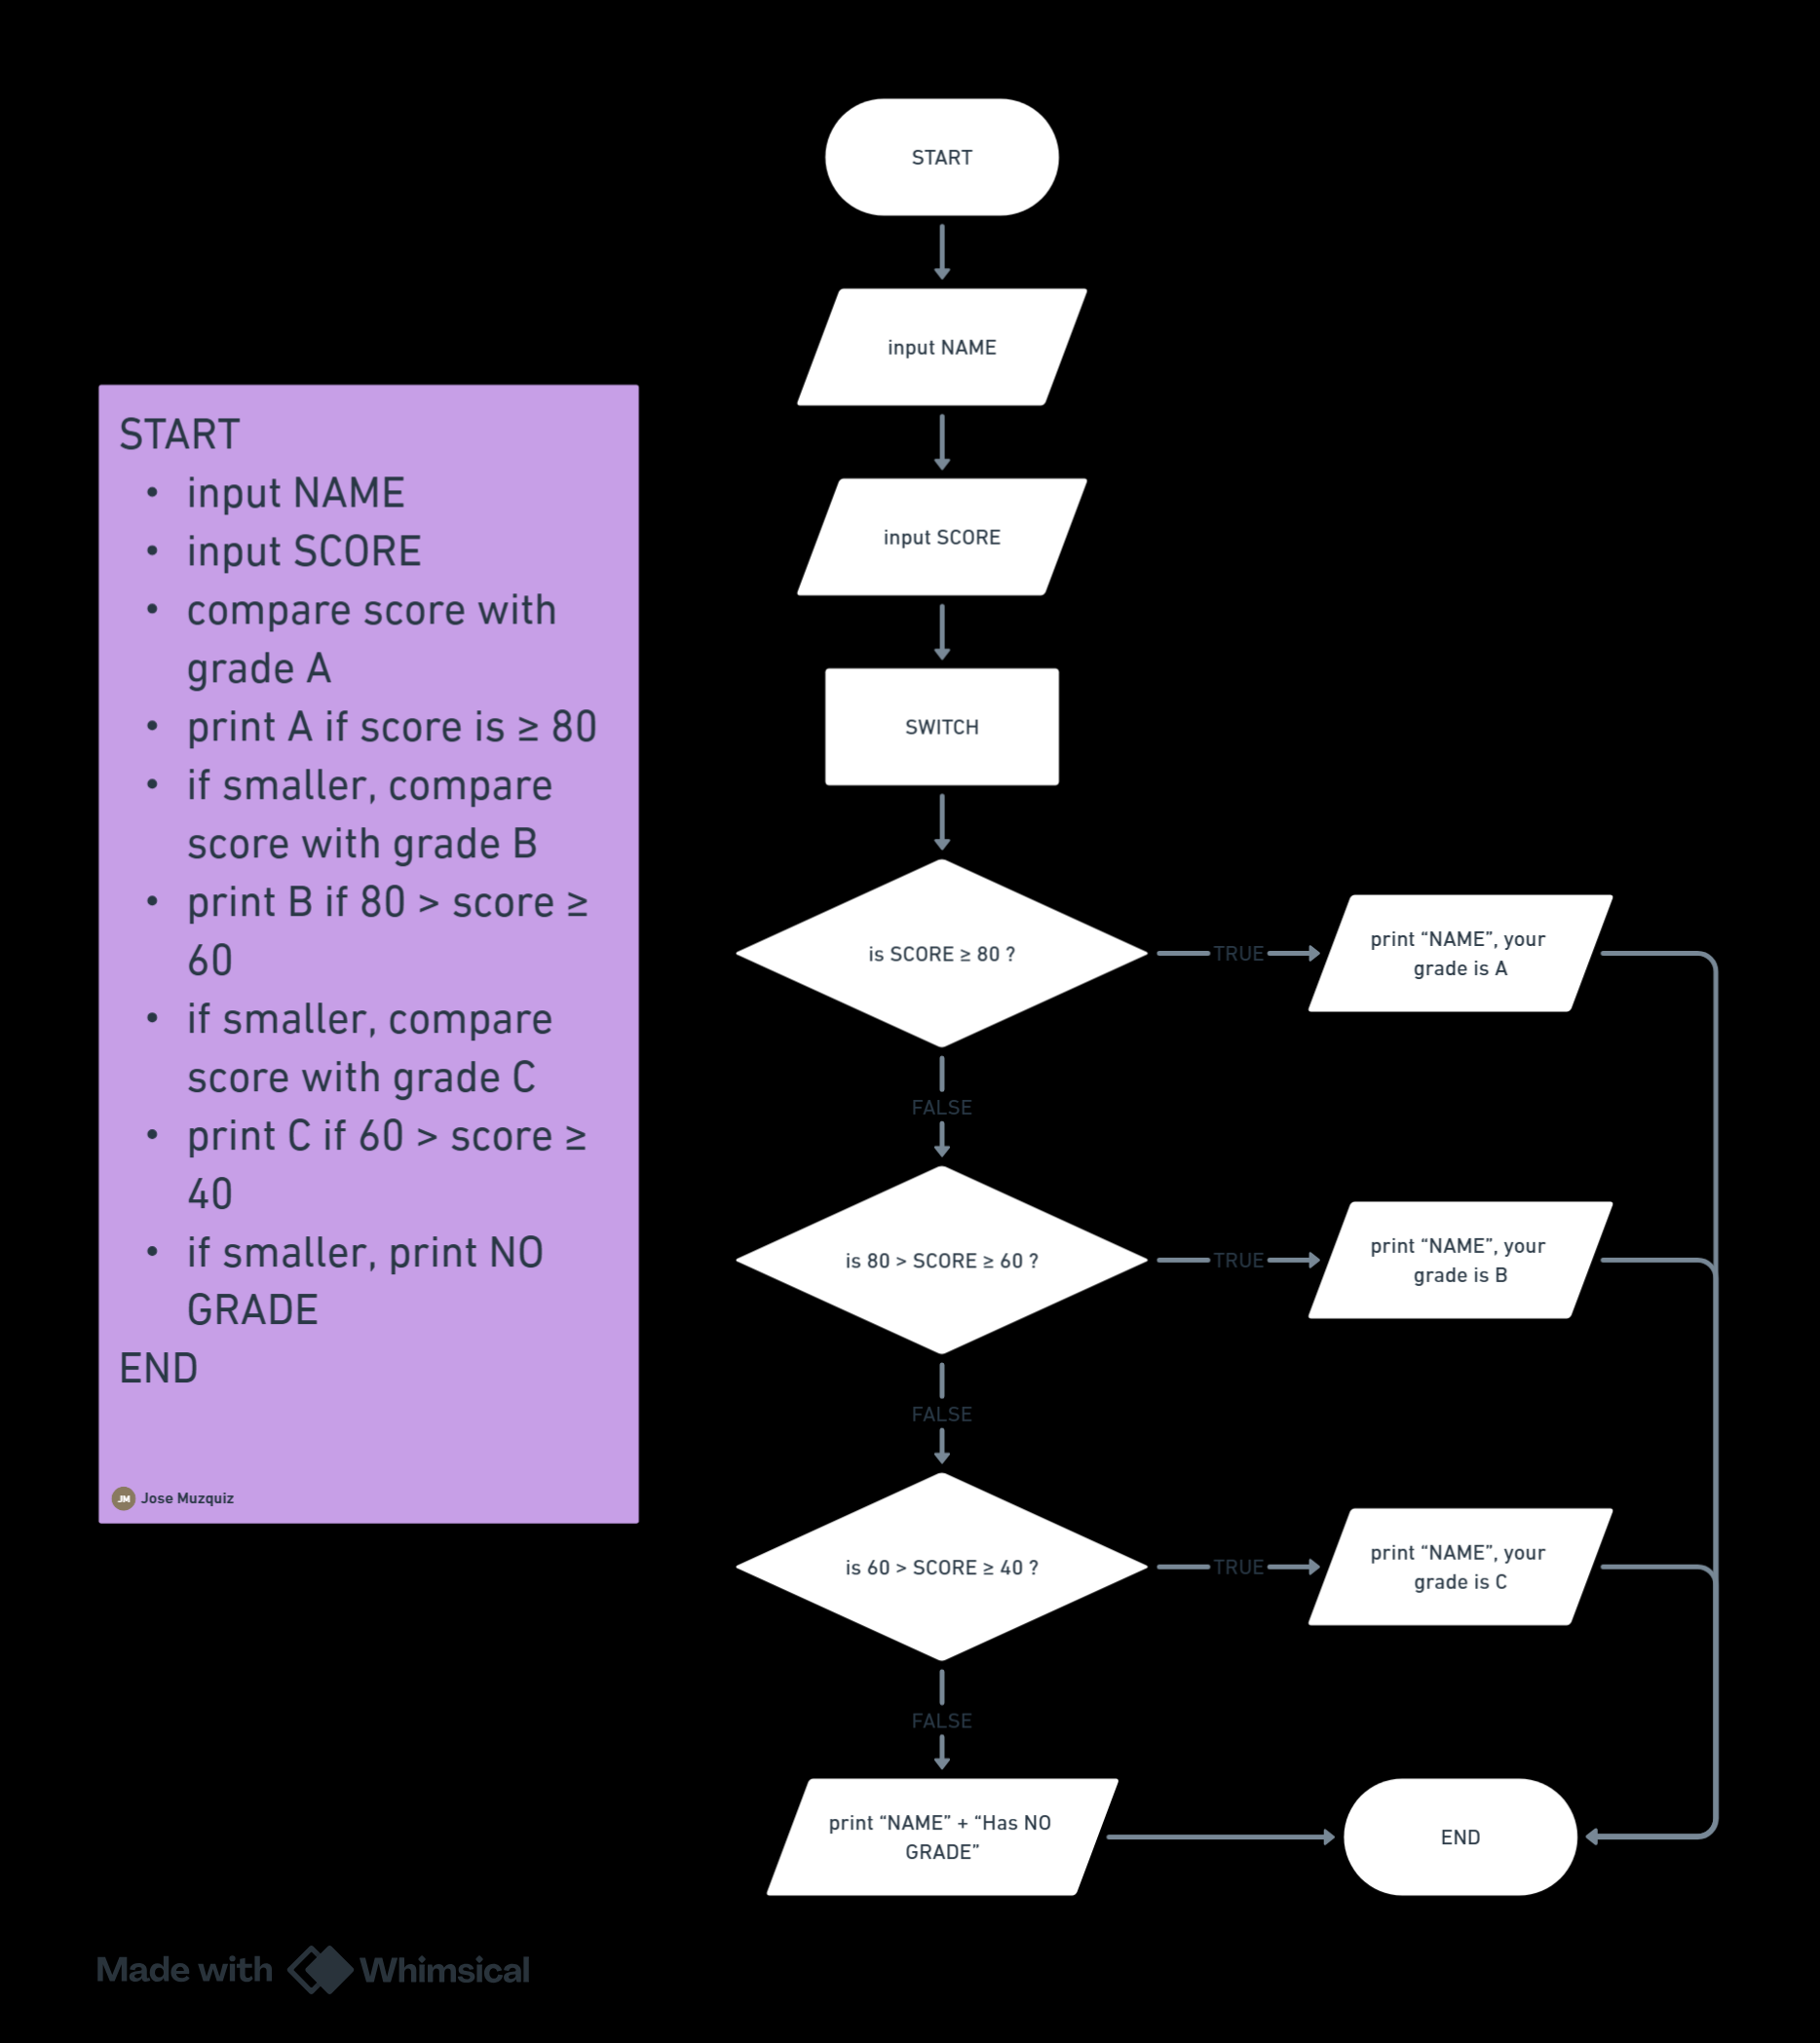 START
• input NAME
• input SCORE
• compare score with
grade A
• print A if score is ≥ 80
• if smaller, compare
score with grade B
• print B if 80 > score ≥
60
• if smaller, compare
score with grade C
• print C if 60 > score ≥
40
• if smaller, print NO
GRADE
END
JM Jose Muzquiz
START
input NAME
input SCORE
SWITCH
is SCORE ≥ 80 ?
TRUE
print “NAME”, your
grade is A
FALSE
is 80 > SCORE ≥ 60 ?
TRUE
print “NAME”, your
grade is B
FALSE
is 60 > SCORE ≥ 40 ?
TRUE
print “NAME”, your
grade is C
FALSE
print “NAME” + “Has NO
GRADE”
END
Made with Whimsical